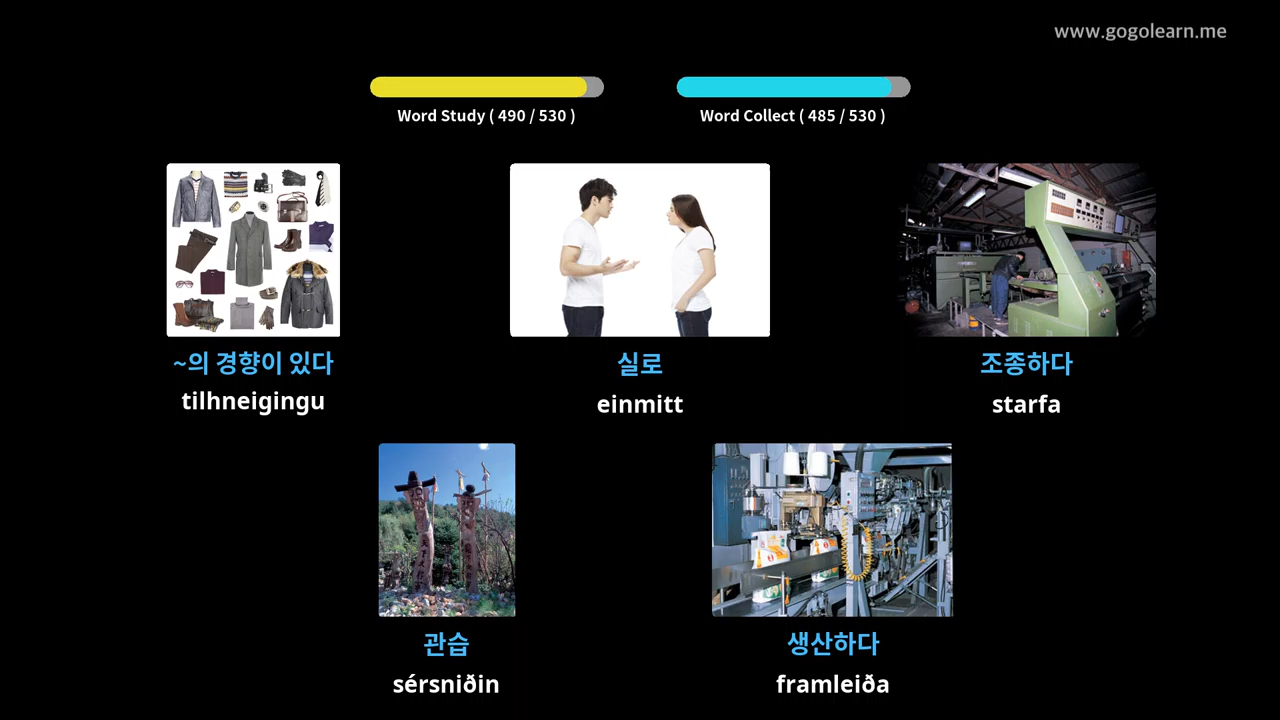 www.gogolearn.me
Word Study ( 490 / 530 )
Word Collect ( 485 / 530 )
~의 경향이 있다
tilhneigingu
실로
einmitt
조종하다
starfa
관습
sérsniðin
생산하다
framleiða